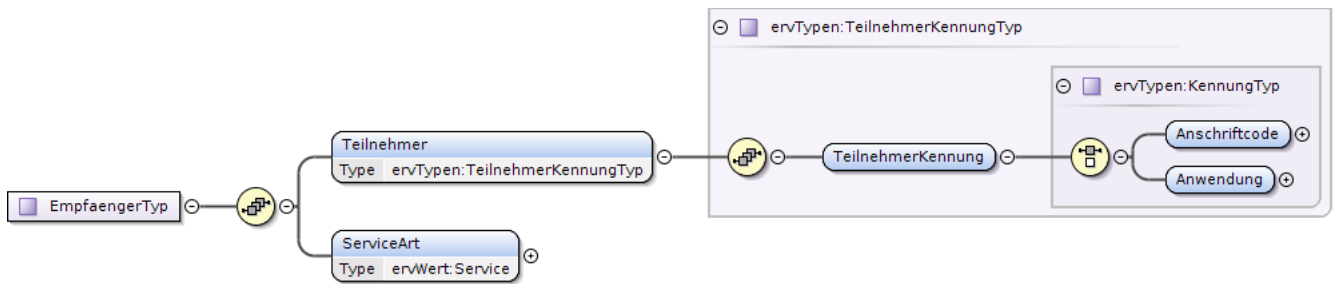 ervTypen:TeilnehmerKennungTyp
ervTypen:KennungTyp
Anschriftcode
Teilnehmer
Type ervTypen:TeilnehmerKennungTyp
TeilnehmerKennung
Anwendung
EmpfaengerTyp
ServiceArt
Type ervWert:Service